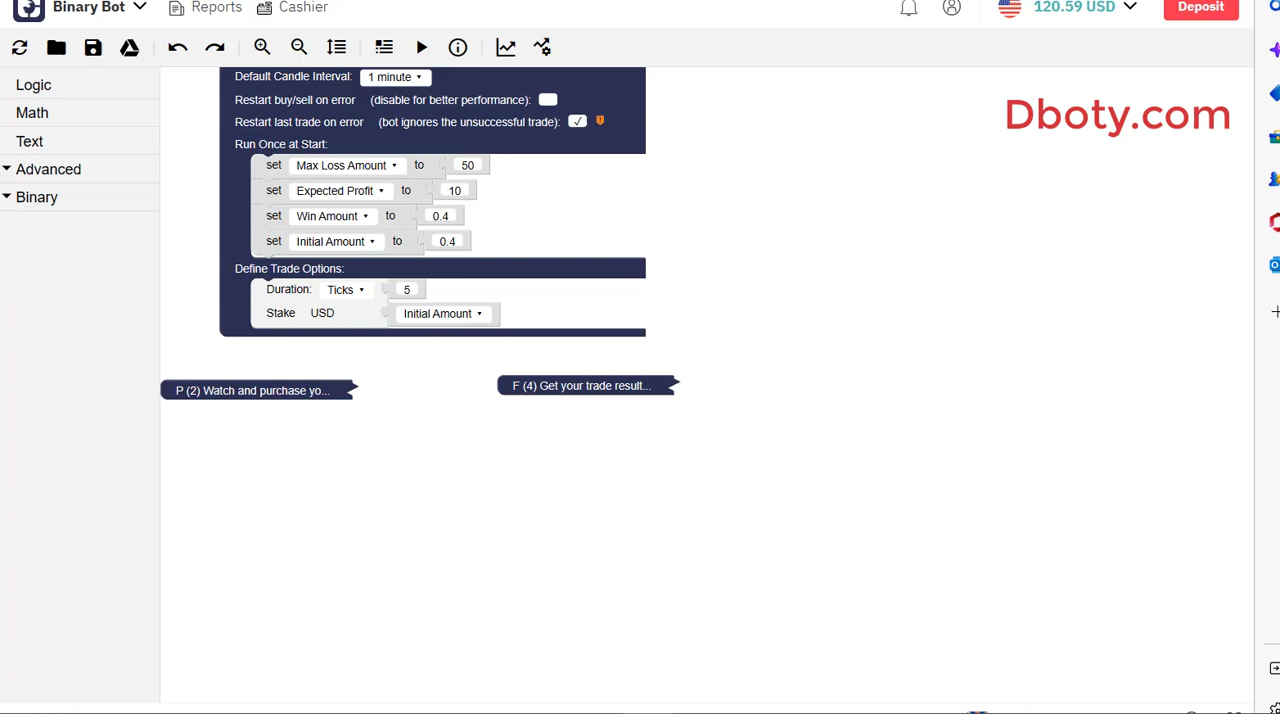 Binary Bot Reports Cashier 120.59 USD Deposit
Logic
Math
Text
Advanced
Binary
Dboty.com
Default Candle Interval: 1 minute
Restart buy/sell on error (disable for better performance):
Restart last trade on error (bot ignores the unsuccessful trade): ✓
Run Once at Start:
set Max Loss Amount to 50
set Expected Profit to 10
set Win Amount to 0.4
set Initial Amount to 0.4
Define Trade Options:
Duration: Ticks 5
Stake USD Initial Amount
P (2) Watch and purchase yo...
F (4) Get your trade result...